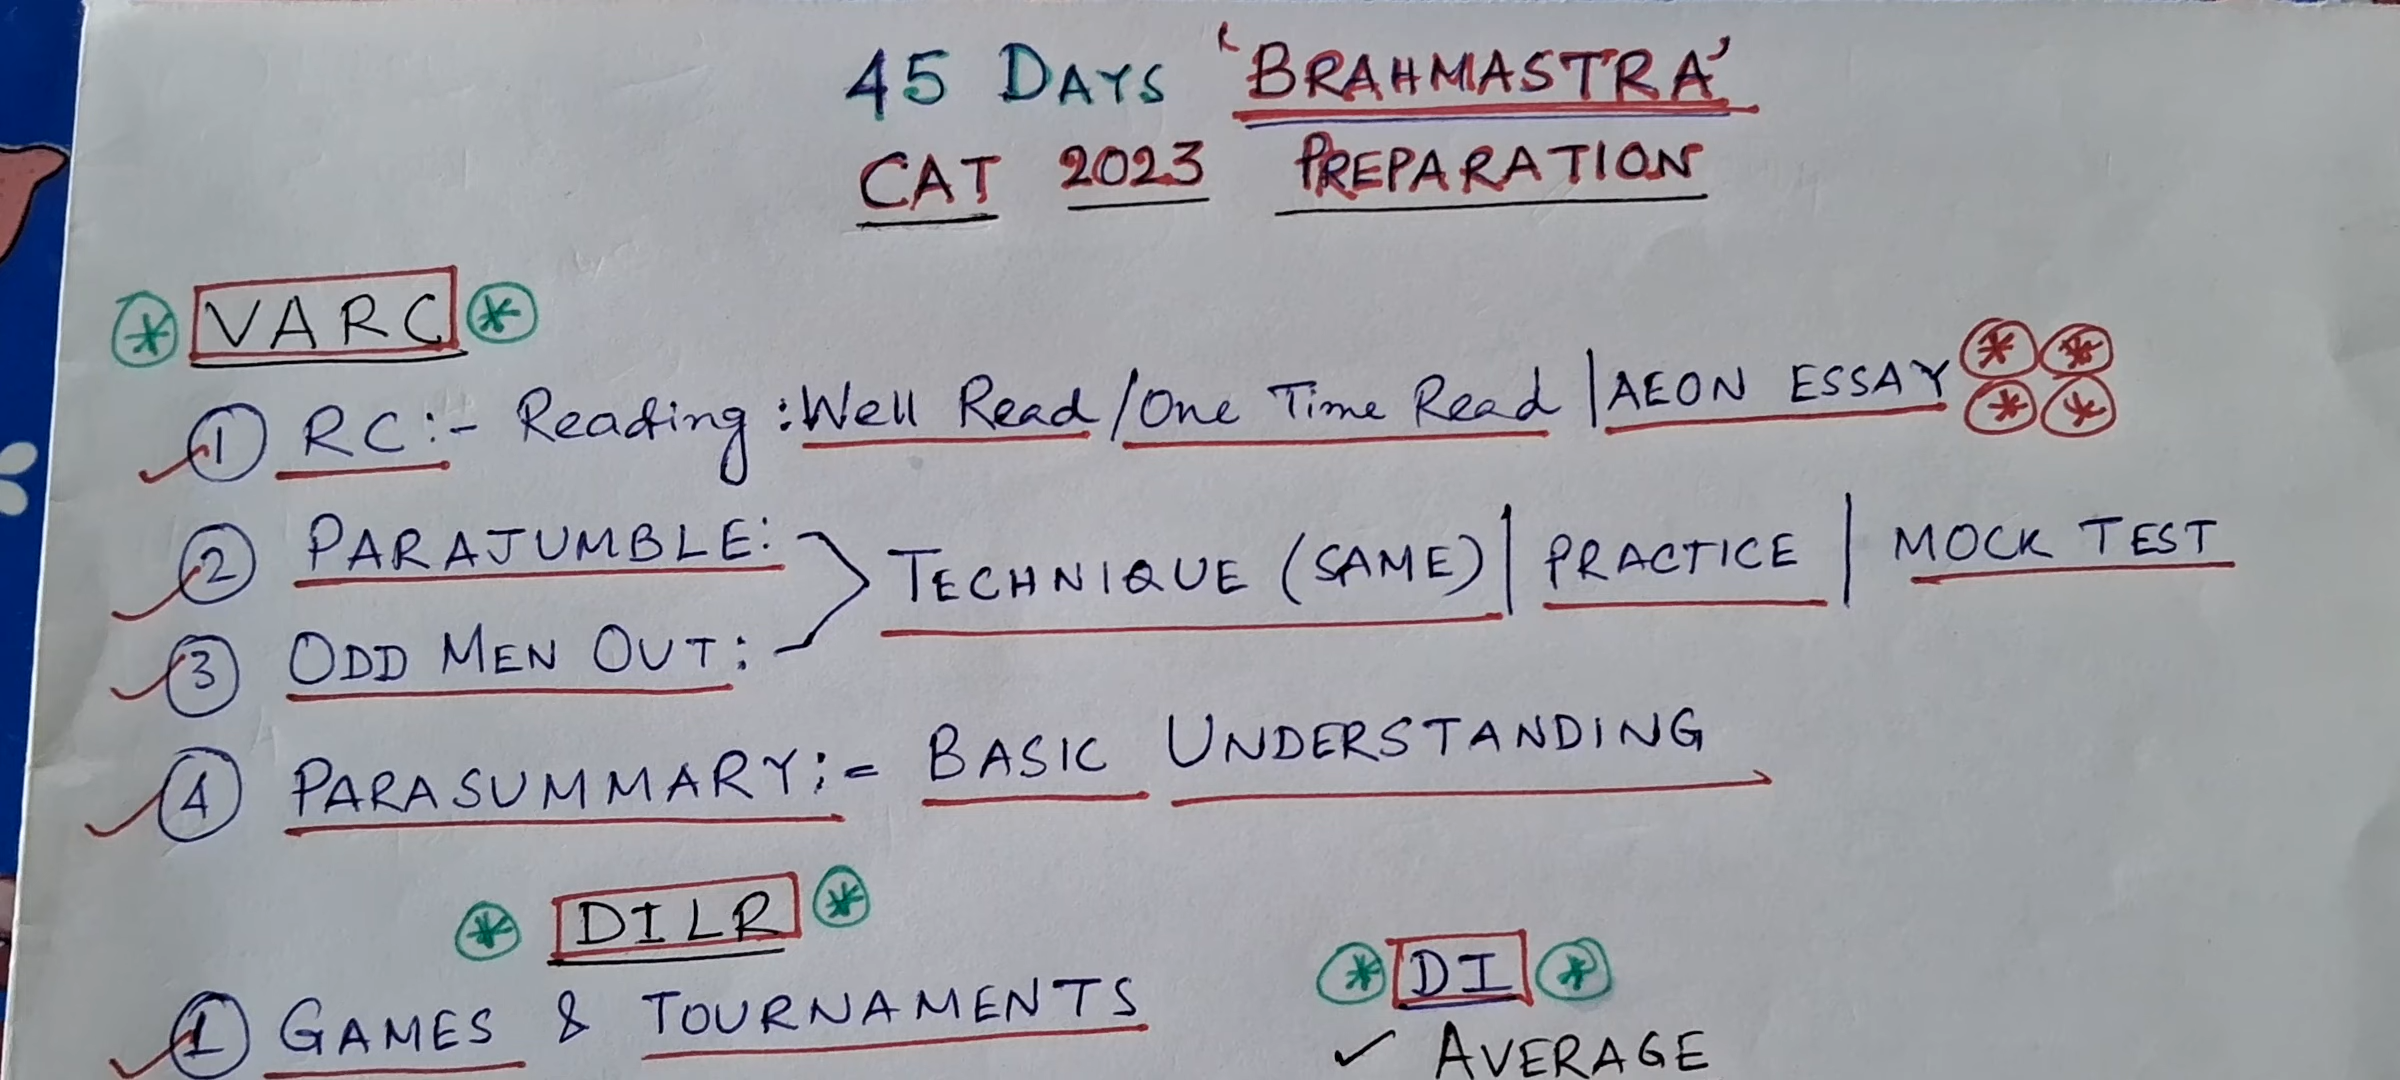 45 DAYS 'BRAHMASTRA'
CAT 2023 PREPARATION
* VARC *
① RC:- Reading: Well Read / One Time Read | AEON ESSAY * * * *
② PARAJUMBLE:
TECHNIQUE (SAME) | PRACTICE | MOCK TEST
③ ODD MEN OUT:
④ PARASUMMARY:- BASIC UNDERSTANDING
* DILR *
* DI *
① GAMES & TOURNAMENTS
✓ AVERAGE